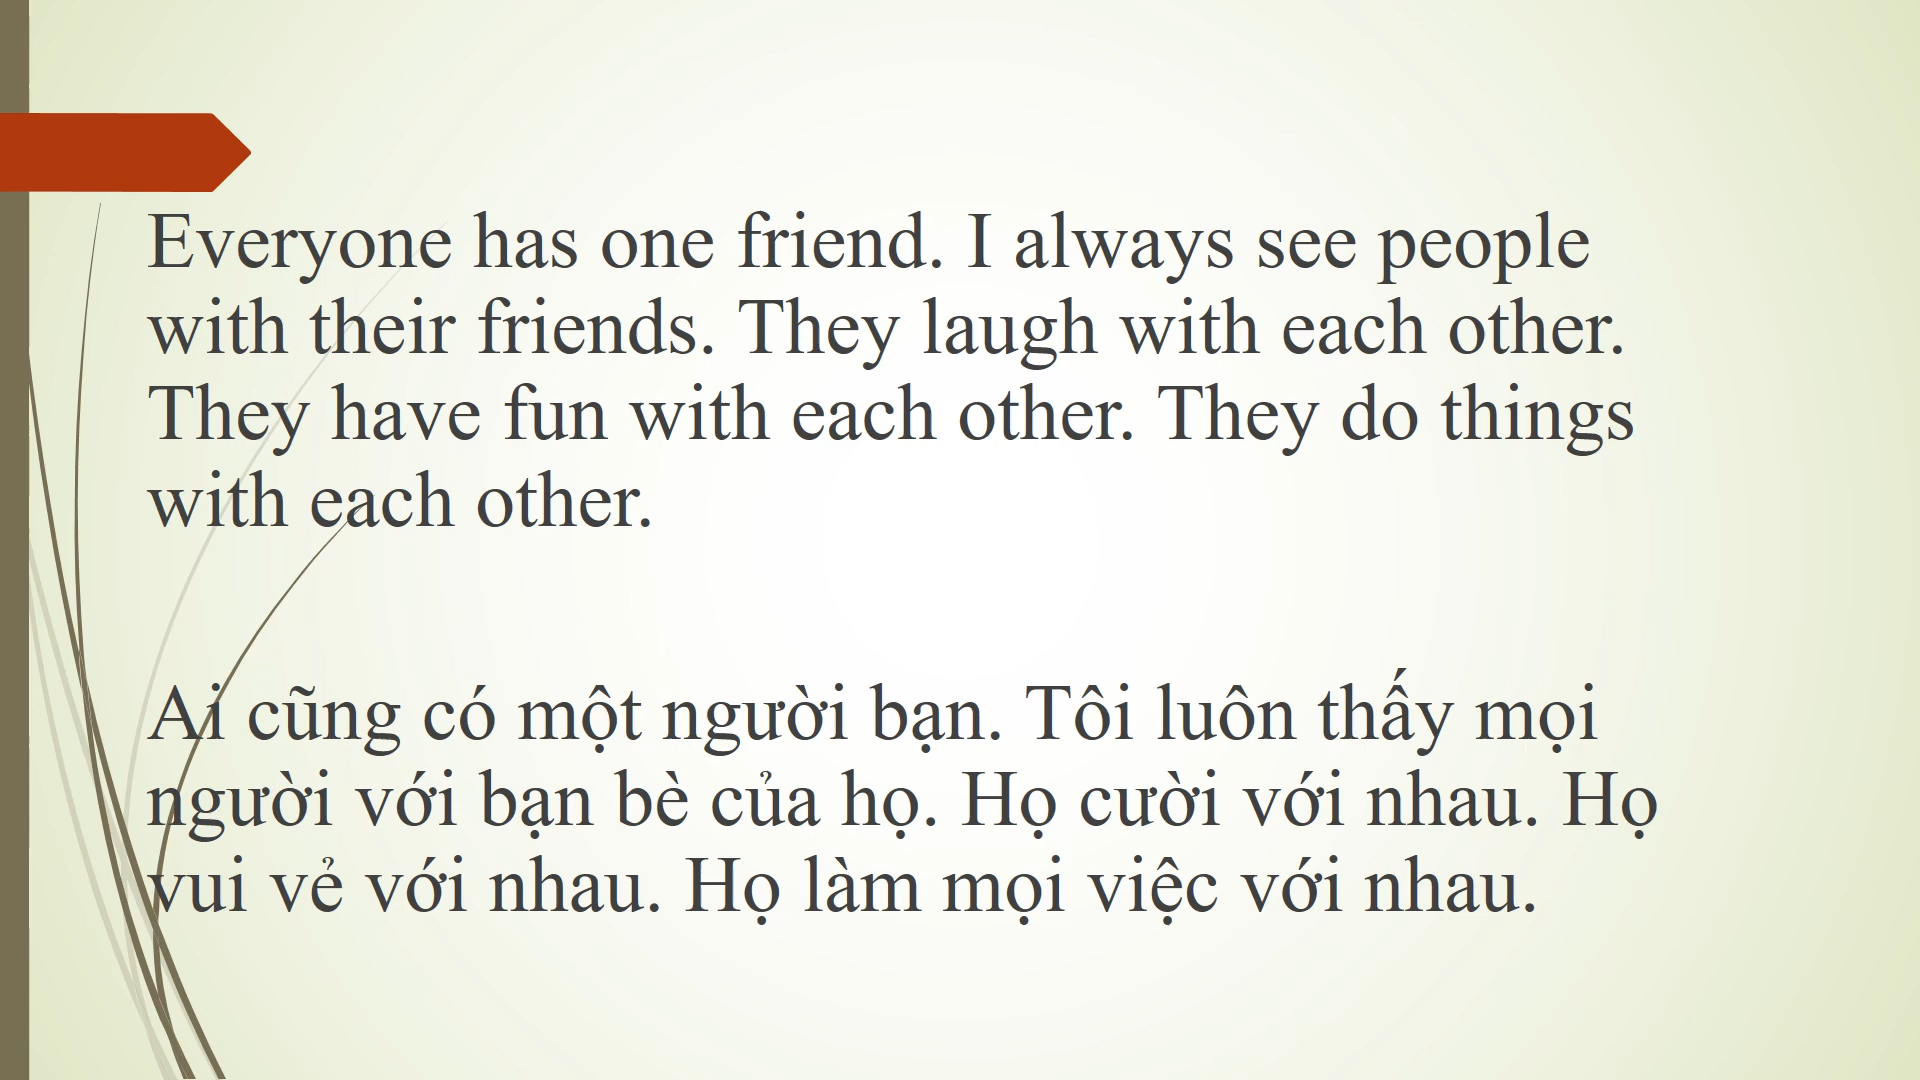 Everyone has one friend. I always see people
with their friends. They laugh with each other.
They have fun with each other. They do things
with each other.
Ai cũng có một người bạn. Tôi luôn thấy mọi
người với bạn bè của họ. Họ cười với nhau. Họ
vui vẻ với nhau. Họ làm mọi việc với nhau.